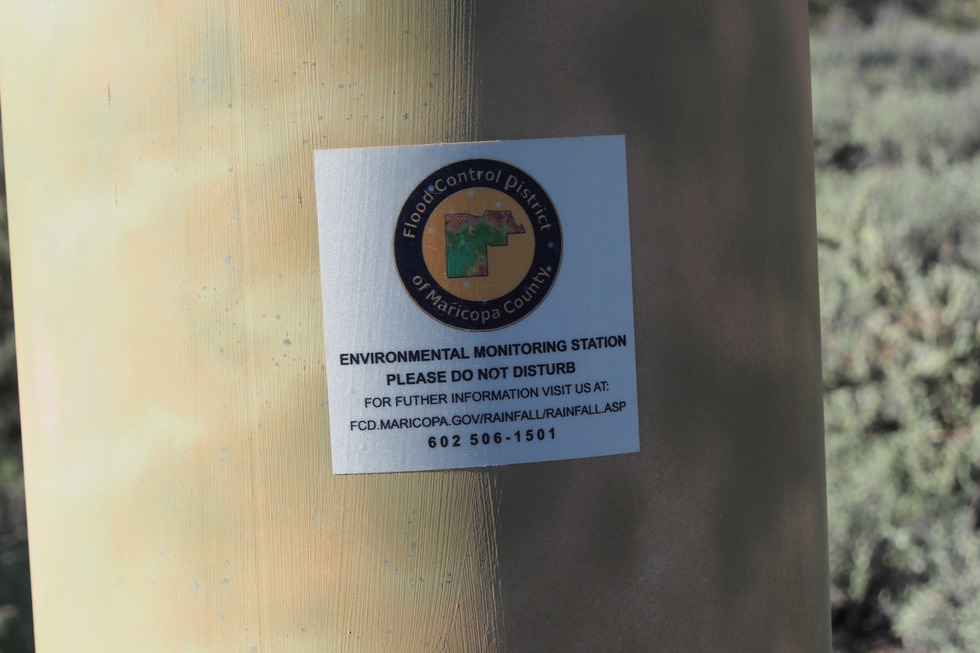 Flood Control District
of Maricopa County
ENVIRONMENTAL MONITORING STATION
PLEASE DO NOT DISTURB
FOR FUTHER INFORMATION VISIT US AT:
FCD.MARICOPA.GOV/RAINFALL/RAINFALL.ASP
602 506-1501